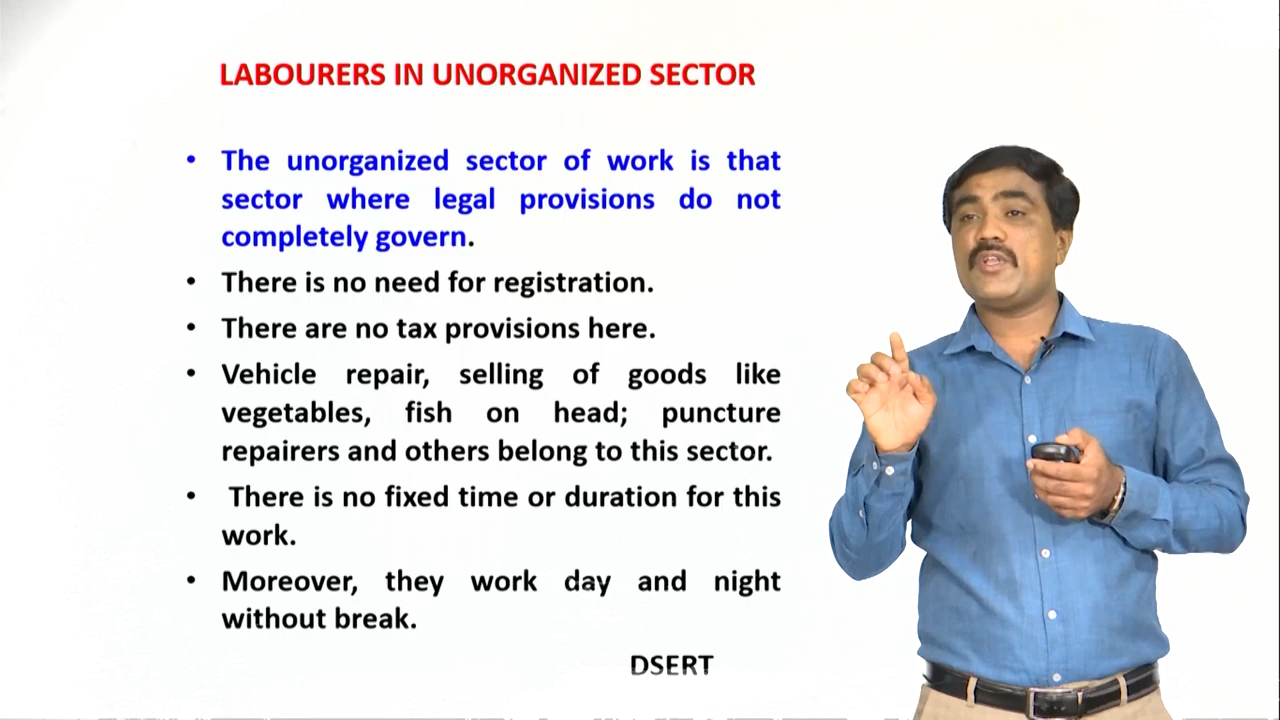 LABOURERS IN UNORGANIZED SECTOR
• The unorganized sector of work is that
sector where legal provisions do not
completely govern.
• There is no need for registration.
• There are no tax provisions here.
• Vehicle repair, selling of goods like
vegetables, fish on head; puncture
repairers and others belong to this sector.
• There is no fixed time or duration for this
work.
• Moreover, they work day and night
without break.
DSERT